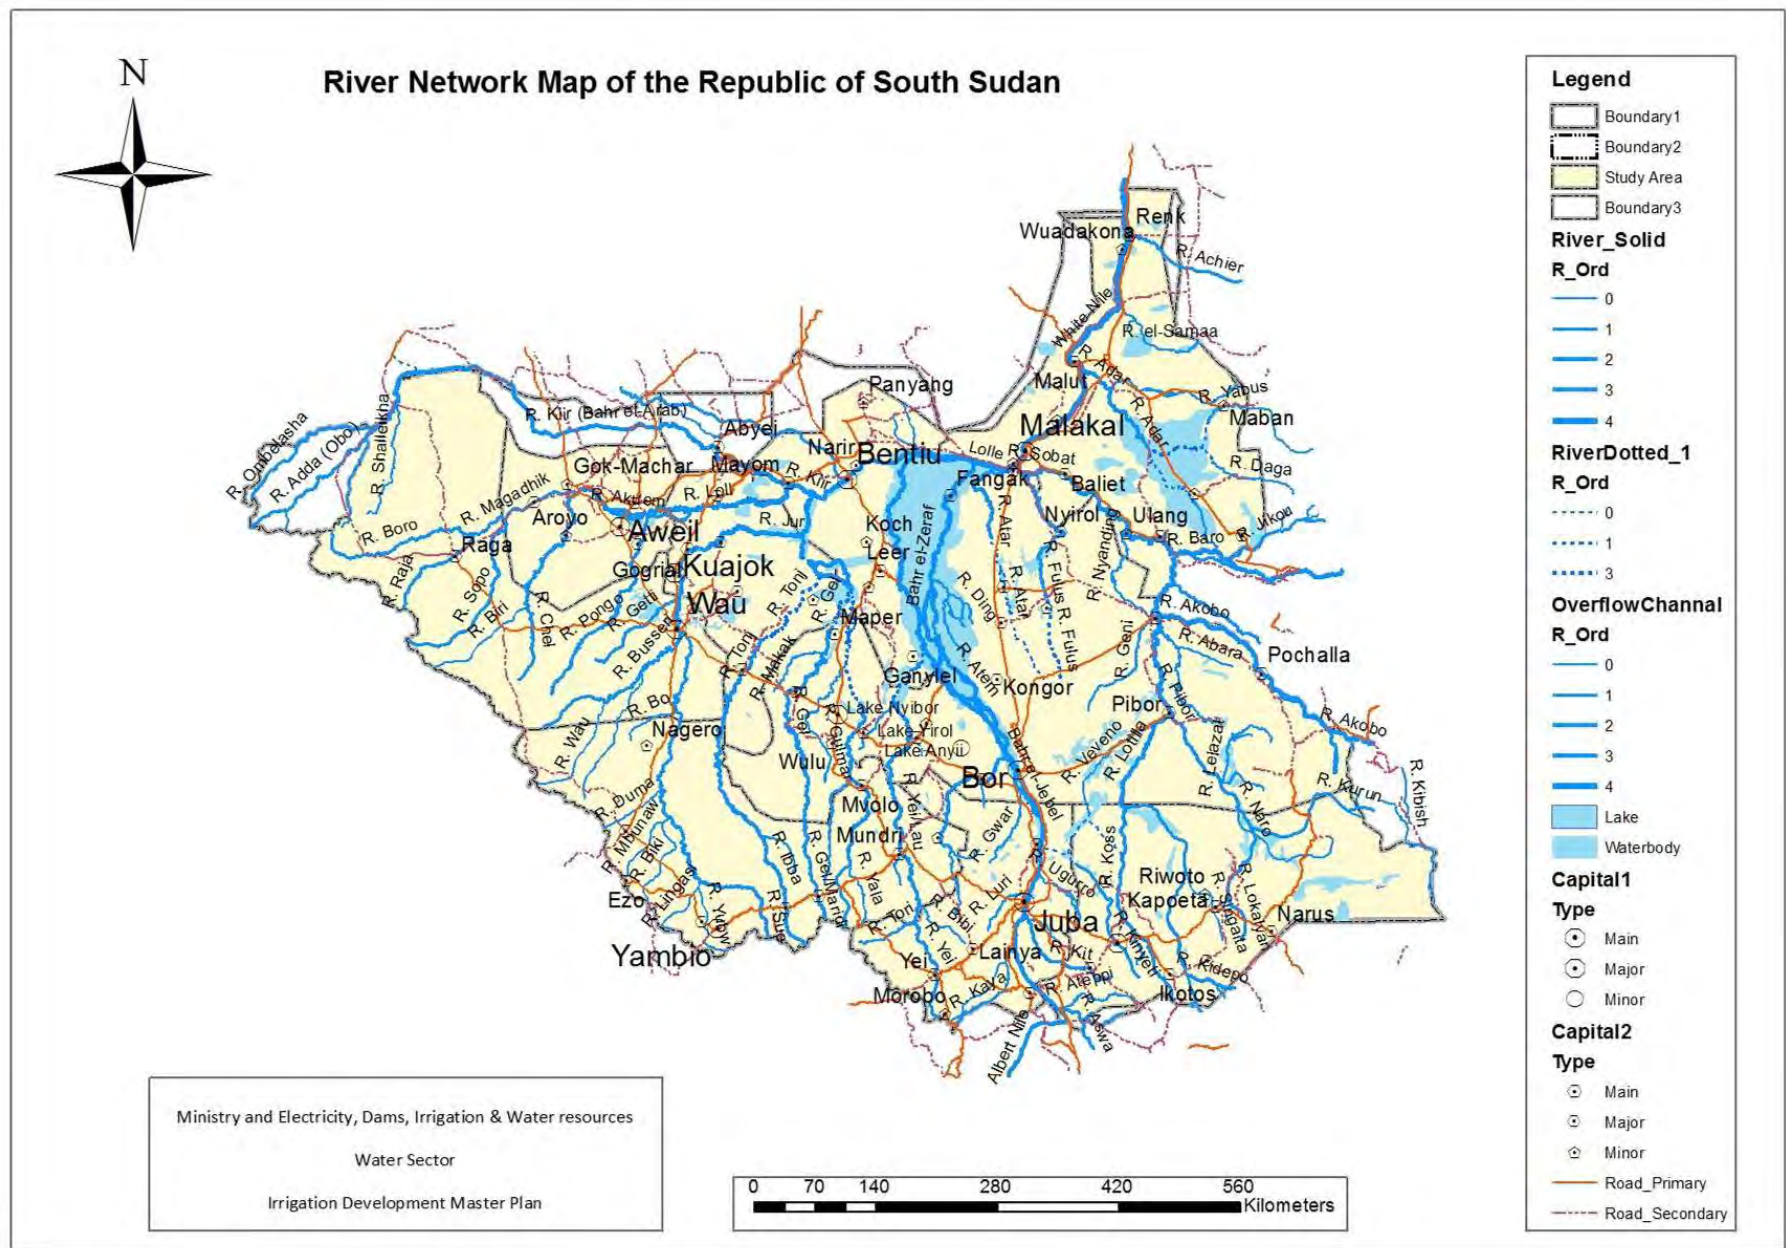 N
River Network Map of the Republic of South Sudan
Renk
Wuadakona
R. Achier
White Nile
R. el-Samaa
R. Adar
Malut
R. Yabus
Maban
R. Adar
Panyang
Malakal
R. Ombelasha
R. Adda (Obo)
R. Shalleikha
R. Kiir (Bahr el-Arab)
Abyei
Narir
Bentiu
Lolle
R. Sobat
R. Daga
Gok-Machar
Mayom
R. Kiir
Fangak
Baliet
R. Magadhik
R. Loll
Aroyo
Aweil
R. Jur
Koch
R. Atar
Nyirol
Ulang
R. Jikou
R. Boro
Raga
Leer
Bahr el-Zeraf
R. Baro
R. Nyanding
Gogrial
Kuajok
R. Raja
R. Sopo
R. Biri
R. Chel
R. Pongo
R. Getti
Wau
R. Tonj
R. Gel
Maper
R. Ding
R. Atar
R. Fulus
R. Fulus
R. Akobo
R. Geni
R. Abara
Pochalla
R. Busseri
R. Tonj
R. Makak
Ganylel
R. Atem
Kongor
R. Bo
R. Gel
Lake Nyibor
Pibor
R. Pibor
R. Akobo
R. Wau
Nagero
Lake Yirol
Lake Anyii
R. Gulmar
Wulu
Bor
Bahr el-Jebel
R. Veveno
R. Lotilla
R. Lelazat
R. Kurun
R. Kibish
R. Duma
Mvolo
R. Yei/Lau
R. Naro
R. Mbunaw
R. Biki
Mundri
R. Gwar
R. Koss
R. Ibba
R. Gel/Maridi
R. Yala
R. Luri
Ugurro
Riwoto
Ezo
R. Lingasi
R. Yubo
R. Sue
R. Tori
R. Bibi
Juba
Kapoeta
R. Singaita
R. Lokalyan
Narus
Yambio
R. Yei
Yei
Lainya
R. Kit
R. Kinyeti
R. Kidepo
Morobo
R. Kaya
R. Ateppi
Ikotos
Albert Nile
R. Aswa
Ministry and Electricity, Dams, Irrigation & Water resources
Water Sector
Irrigation Development Master Plan
0 70 140 280 420 560
Kilometers
Legend
Boundary1
Boundary2
Study Area
Boundary3
River_Solid
R_Ord
0
1
2
3
4
RiverDotted_1
R_Ord
0
1
3
OverflowChannal
R_Ord
0
1
2
3
4
Lake
Waterbody
Capital1
Type
Main
Major
Minor
Capital2
Type
Main
Major
Minor
Road_Primary
Road_Secondary